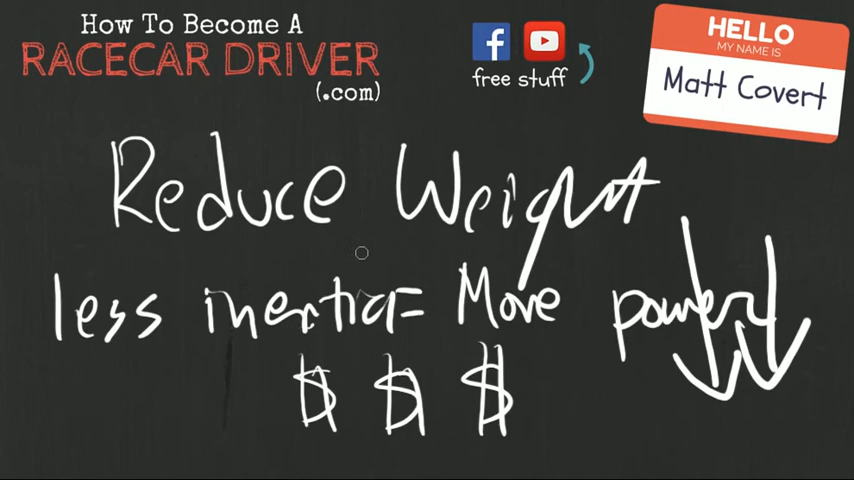 How To Become A
RACECAR DRIVER
(.com)
free stuff
HELLO
MY NAME IS
Matt Covert
Reduce Weight
less inertia = More power
$ $ $